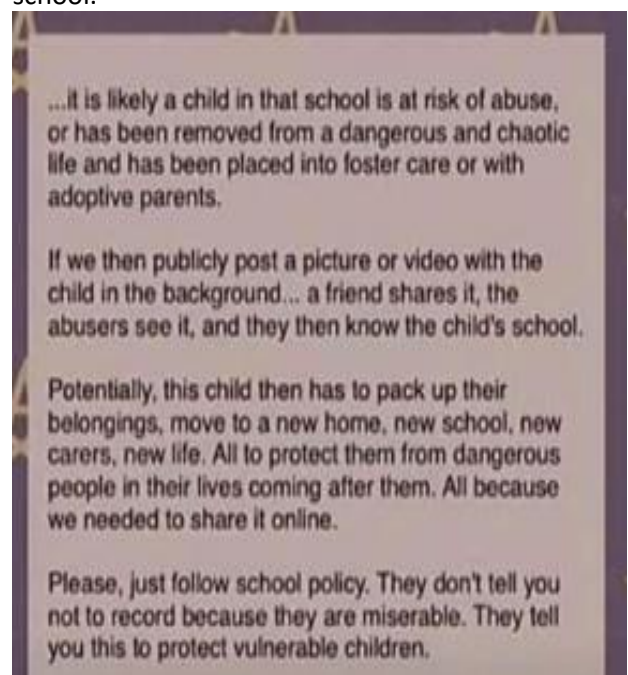 school.
...it is likely a child in that school is at risk of abuse,
or has been removed from a dangerous and chaotic
life and has been placed into foster care or with
adoptive parents.
If we then publicly post a picture or video with the
child in the background... a friend shares it, the
abusers see it, and they then know the child's school.
Potentially, this child then has to pack up their
belongings, move to a new home, new school, new
carers, new life. All to protect them from dangerous
people in their lives coming after them. All because
we needed to share it online.
Please, just follow school policy. They don't tell you
not to record because they are miserable. They tell
you this to protect vulnerable children.